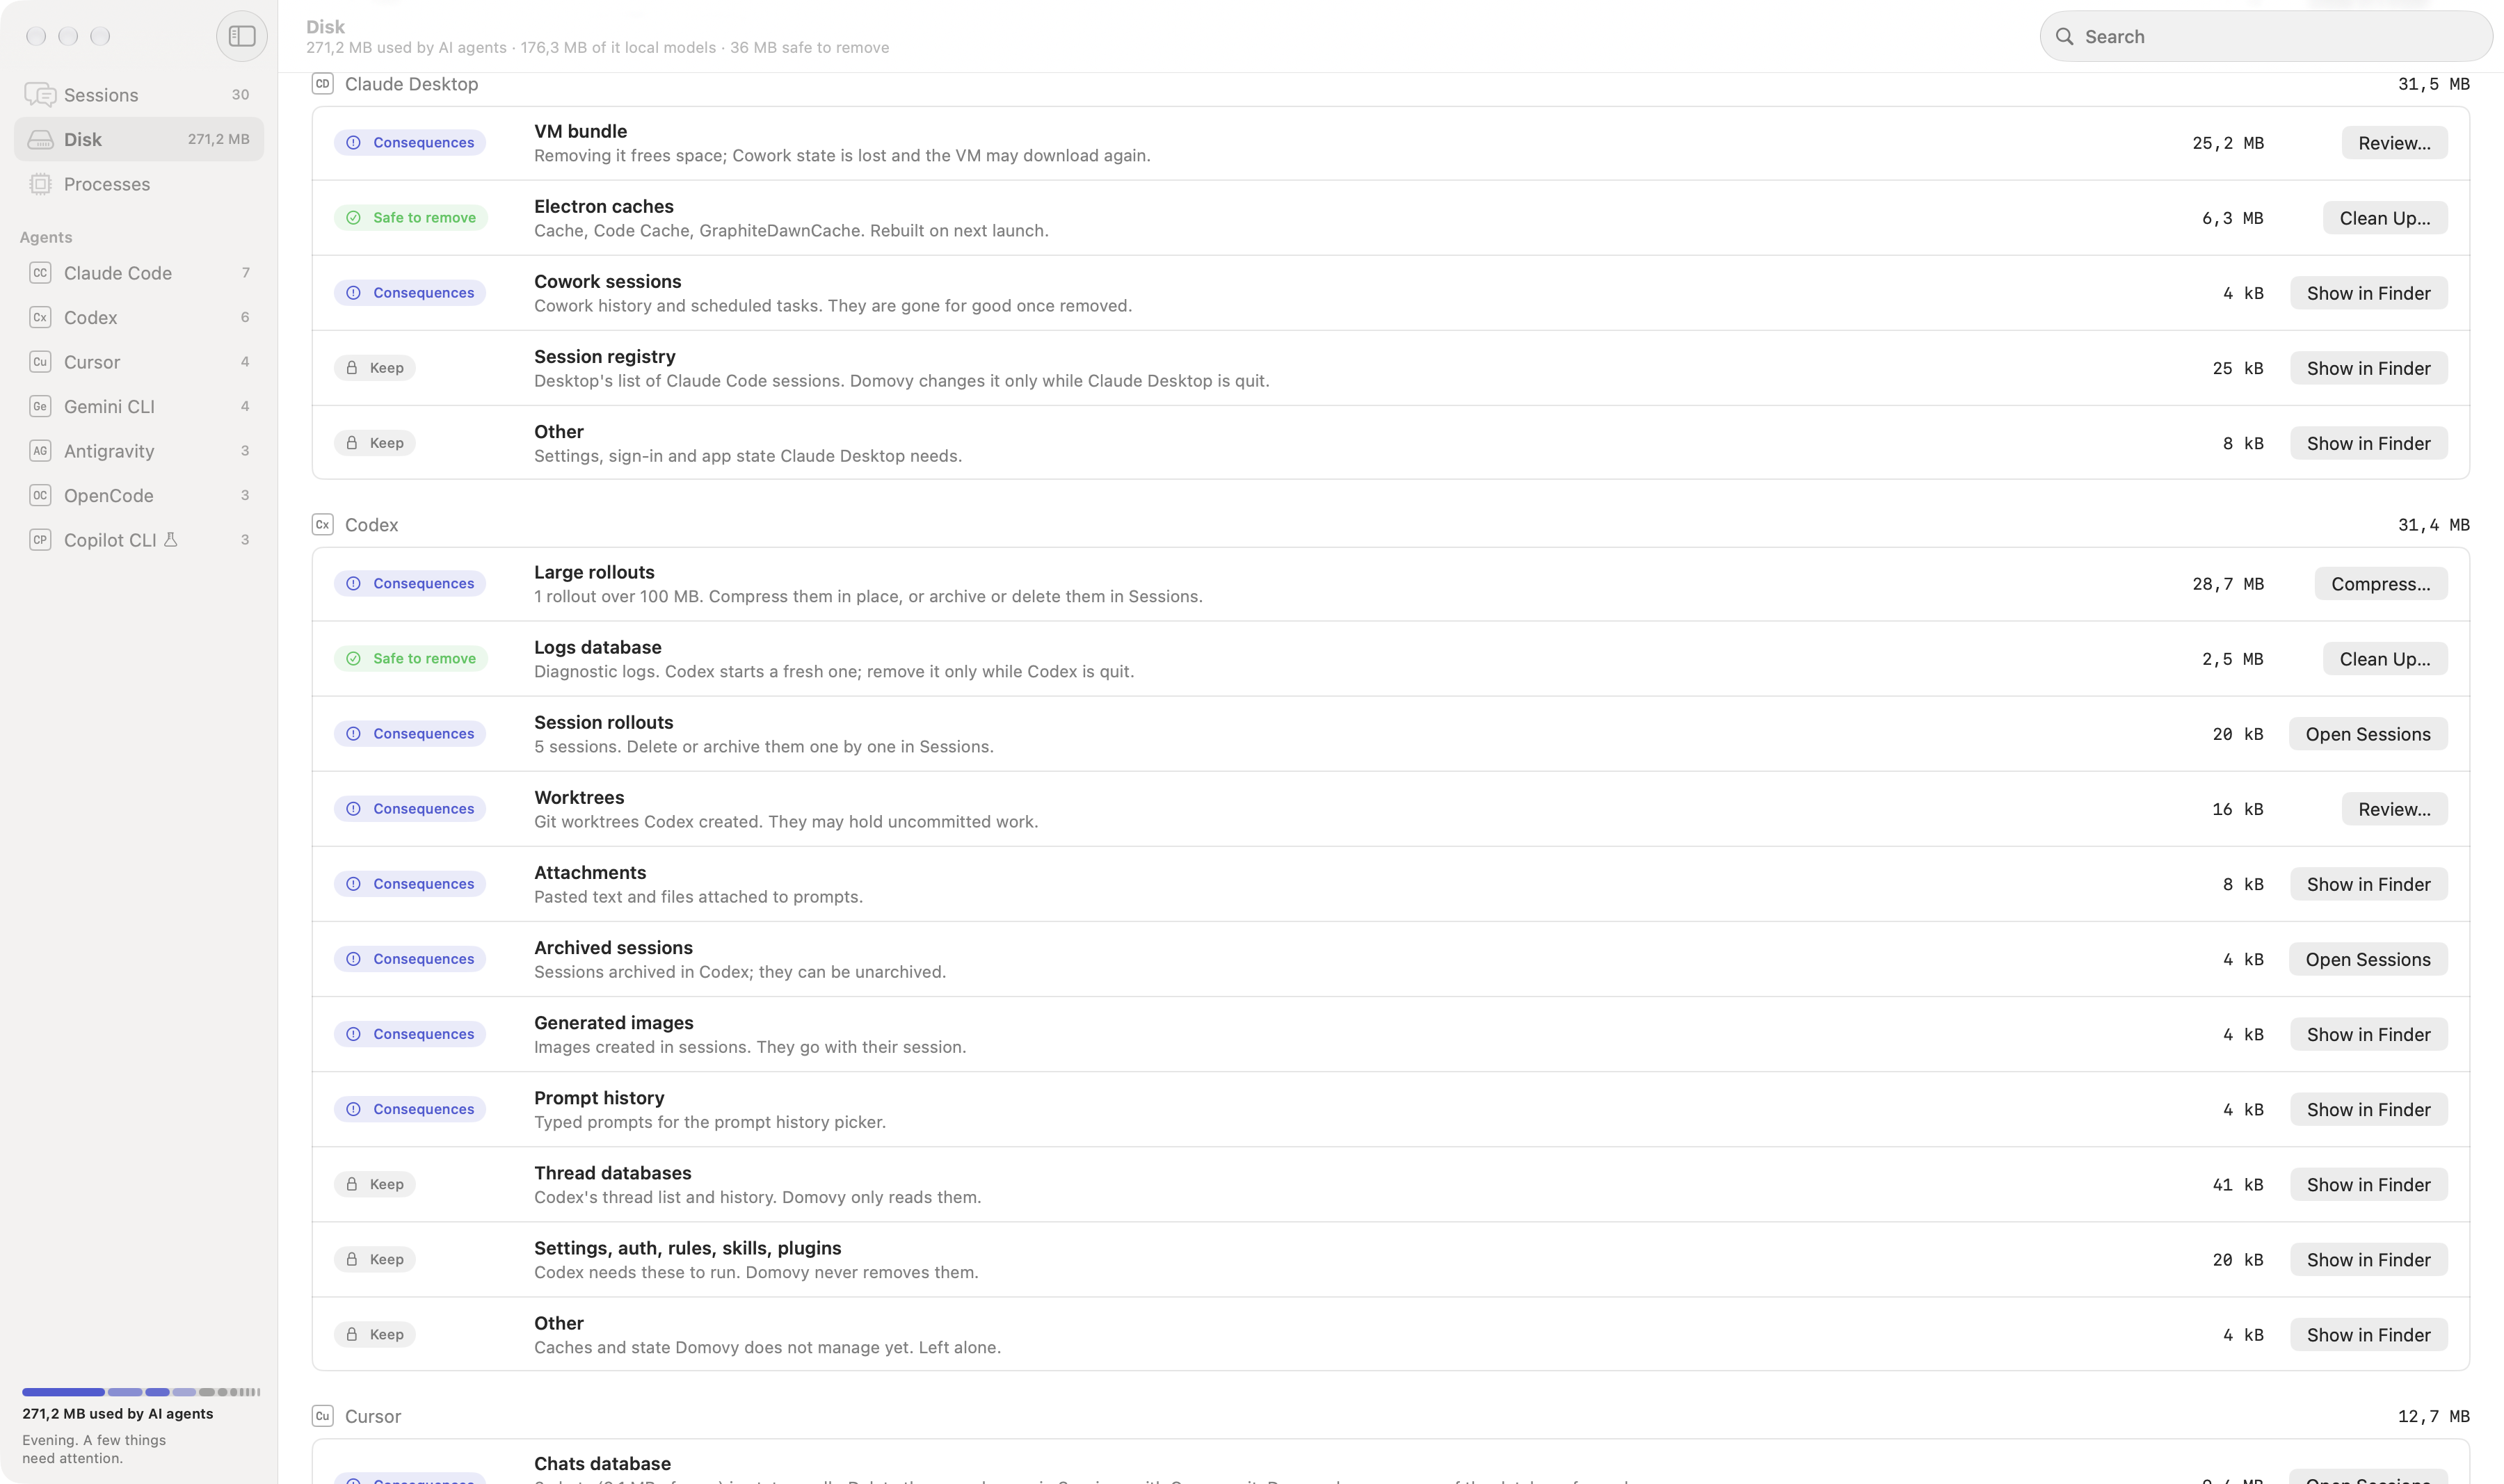 Disk
271,2 MB used by AI agents · 176,3 MB of it local models · 36 MB safe to remove
Search
Sessions 30
Disk 271,2 MB
Processes
Agents
CC Claude Code 7
Cx Codex 6
Cu Cursor 4
Ge Gemini CLI 4
AG Antigravity 3
OC OpenCode 3
CP Copilot CLI 3
271,2 MB used by AI agents
Evening. A few things
need attention.
CD Claude Desktop 31,5 MB
Consequences
VM bundle
Removing it frees space; Cowork state is lost and the VM may download again.
25,2 MB
Review...
Safe to remove
Electron caches
Cache, Code Cache, GraphiteDawnCache. Rebuilt on next launch.
6,3 MB
Clean Up...
Consequences
Cowork sessions
Cowork history and scheduled tasks. They are gone for good once removed.
4 kB
Show in Finder
Keep
Session registry
Desktop's list of Claude Code sessions. Domovy changes it only while Claude Desktop is quit.
25 kB
Show in Finder
Keep
Other
Settings, sign-in and app state Claude Desktop needs.
8 kB
Show in Finder
Cx Codex 31,4 MB
Consequences
Large rollouts
1 rollout over 100 MB. Compress them in place, or archive or delete them in Sessions.
28,7 MB
Compress...
Safe to remove
Logs database
Diagnostic logs. Codex starts a fresh one; remove it only while Codex is quit.
2,5 MB
Clean Up...
Consequences
Session rollouts
5 sessions. Delete or archive them one by one in Sessions.
20 kB
Open Sessions
Consequences
Worktrees
Git worktrees Codex created. They may hold uncommitted work.
16 kB
Review...
Consequences
Attachments
Pasted text and files attached to prompts.
8 kB
Show in Finder
Consequences
Archived sessions
Sessions archived in Codex; they can be unarchived.
4 kB
Open Sessions
Consequences
Generated images
Images created in sessions. They go with their session.
4 kB
Show in Finder
Consequences
Prompt history
Typed prompts for the prompt history picker.
4 kB
Show in Finder
Keep
Thread databases
Codex's thread list and history. Domovy only reads them.
41 kB
Show in Finder
Keep
Settings, auth, rules, skills, plugins
Codex needs these to run. Domovy never removes them.
20 kB
Show in Finder
Keep
Other
Caches and state Domovy does not manage yet. Left alone.
4 kB
Show in Finder
Cu Cursor 12,7 MB
Consequences
Chats database
Open Sessions